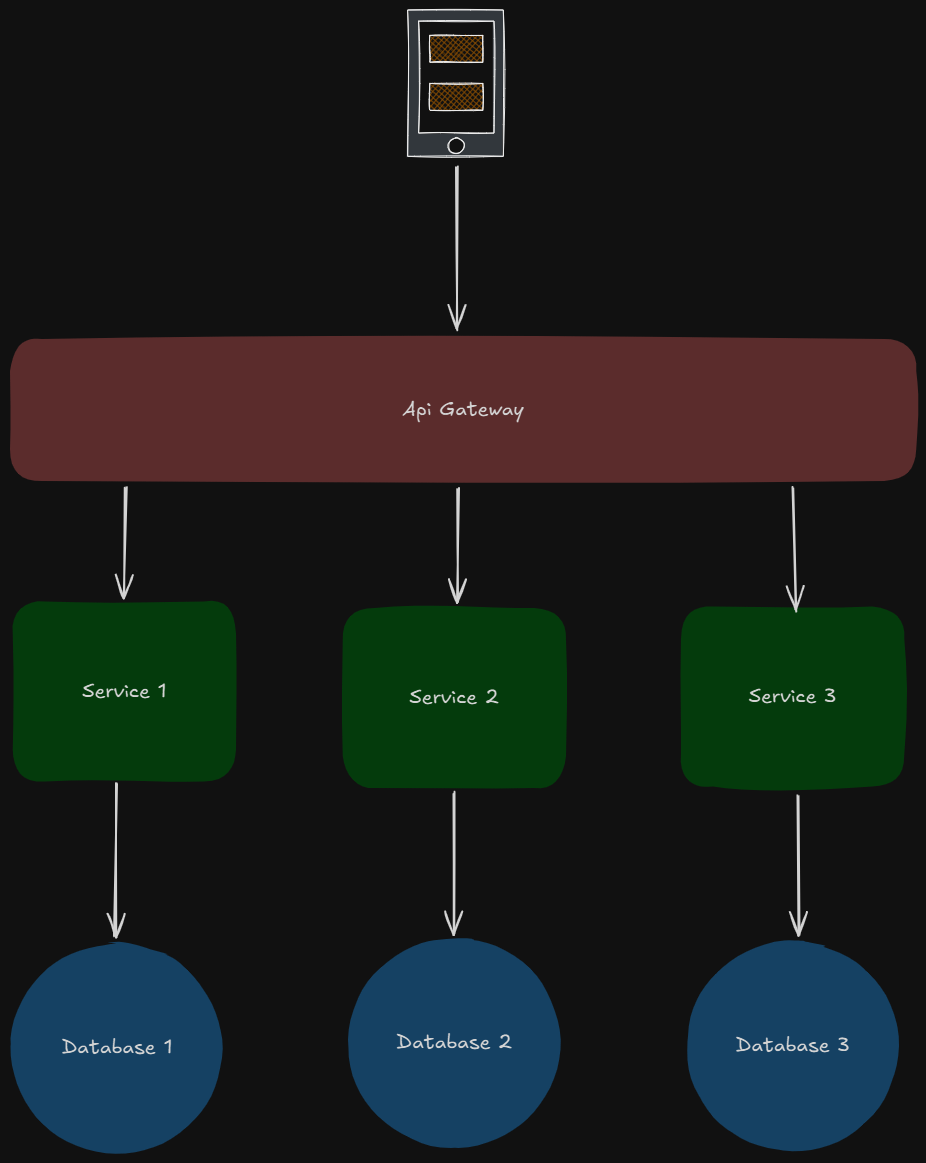 Api Gateway
Service 1
Service 2
Service 3
Database 1
Database 2
Database 3